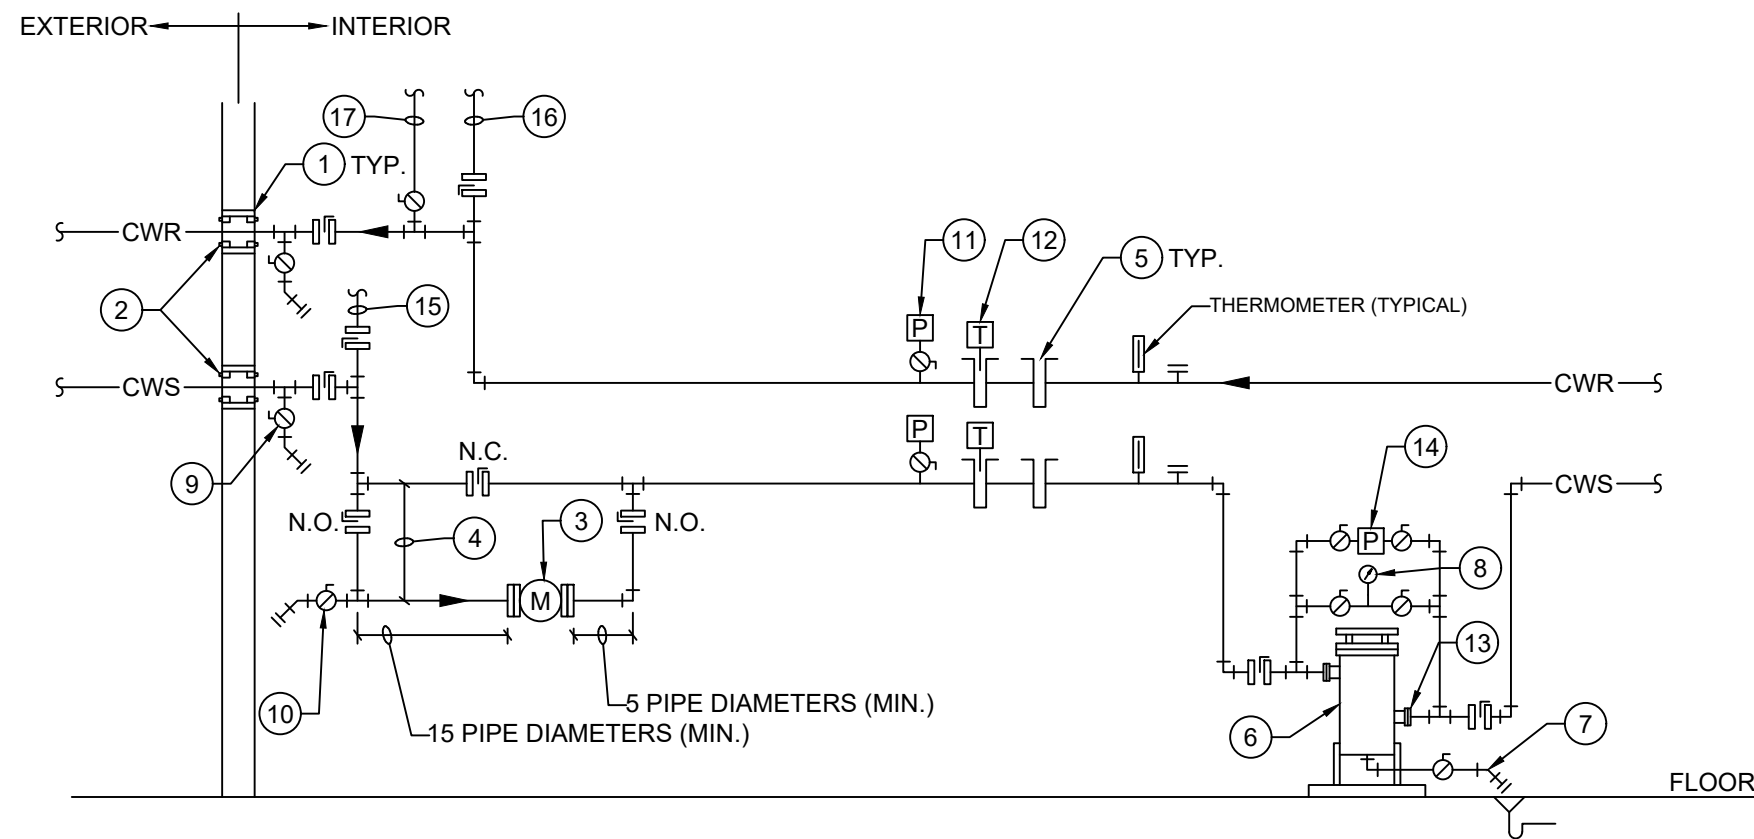 EXTERIOR INTERIOR
17 16
1 TYP.
CWR
11 12 5 TYP.
2
15
THERMOMETER (TYPICAL)
P T
CWS CWR
P T
9
N.C.
14
CWS
N.O. N.O.
4 3
P
8
M
13
10
5 PIPE DIAMETERS (MIN.)
15 PIPE DIAMETERS (MIN.)
6 7
FLOOR